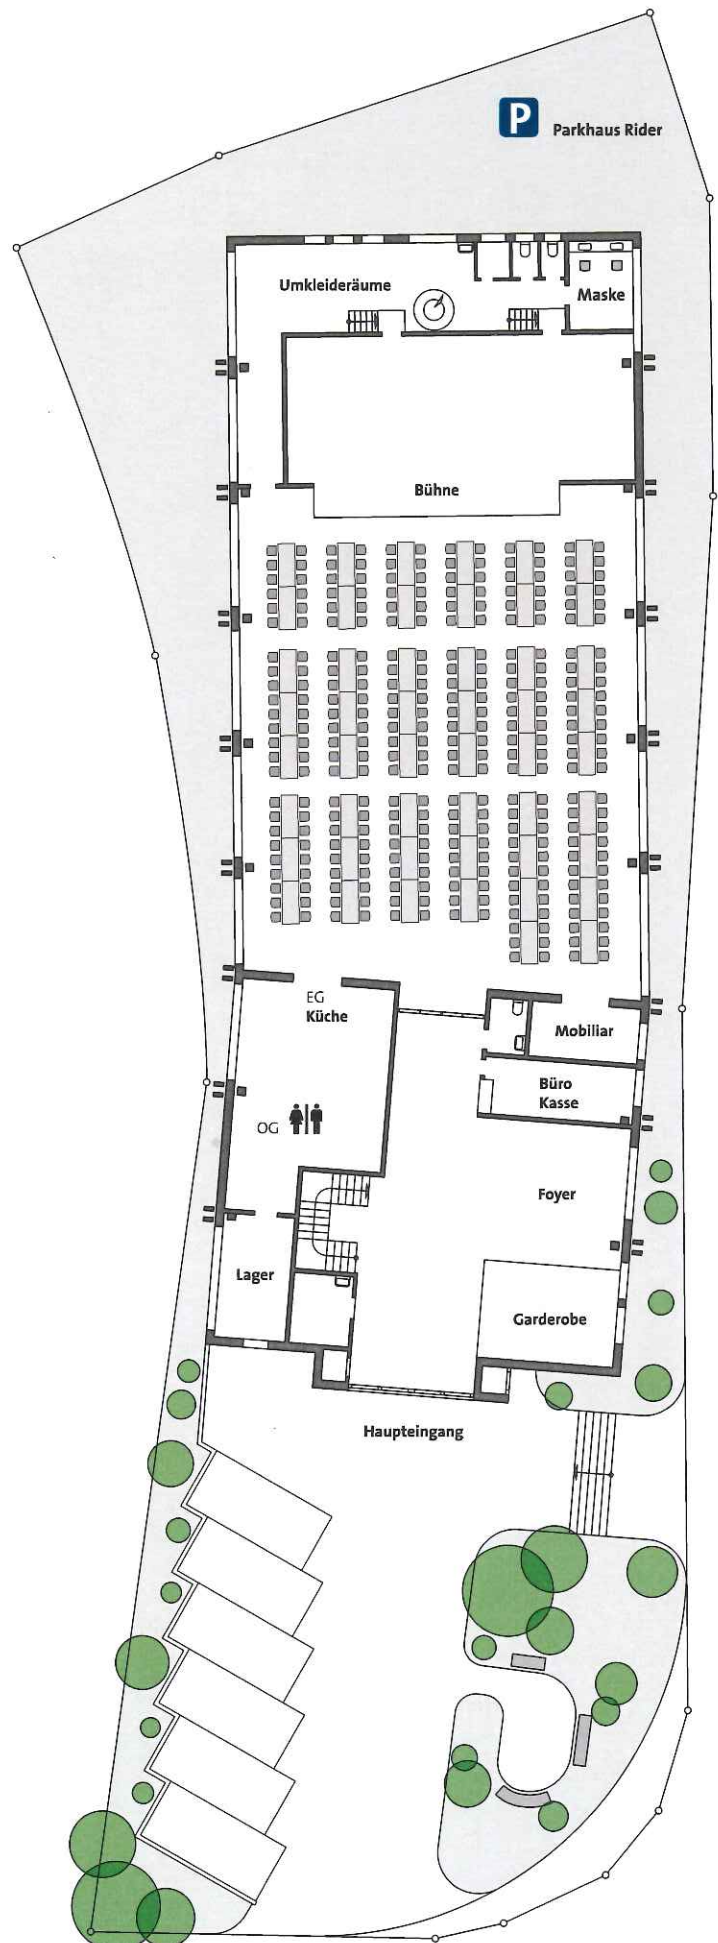 P Parkhaus Rider
Umkleideräume
Maske
Bühne
EG
Küche
Mobiliar
Büro
Kasse
OG
Foyer
Lager
Garderobe
Haupteingang